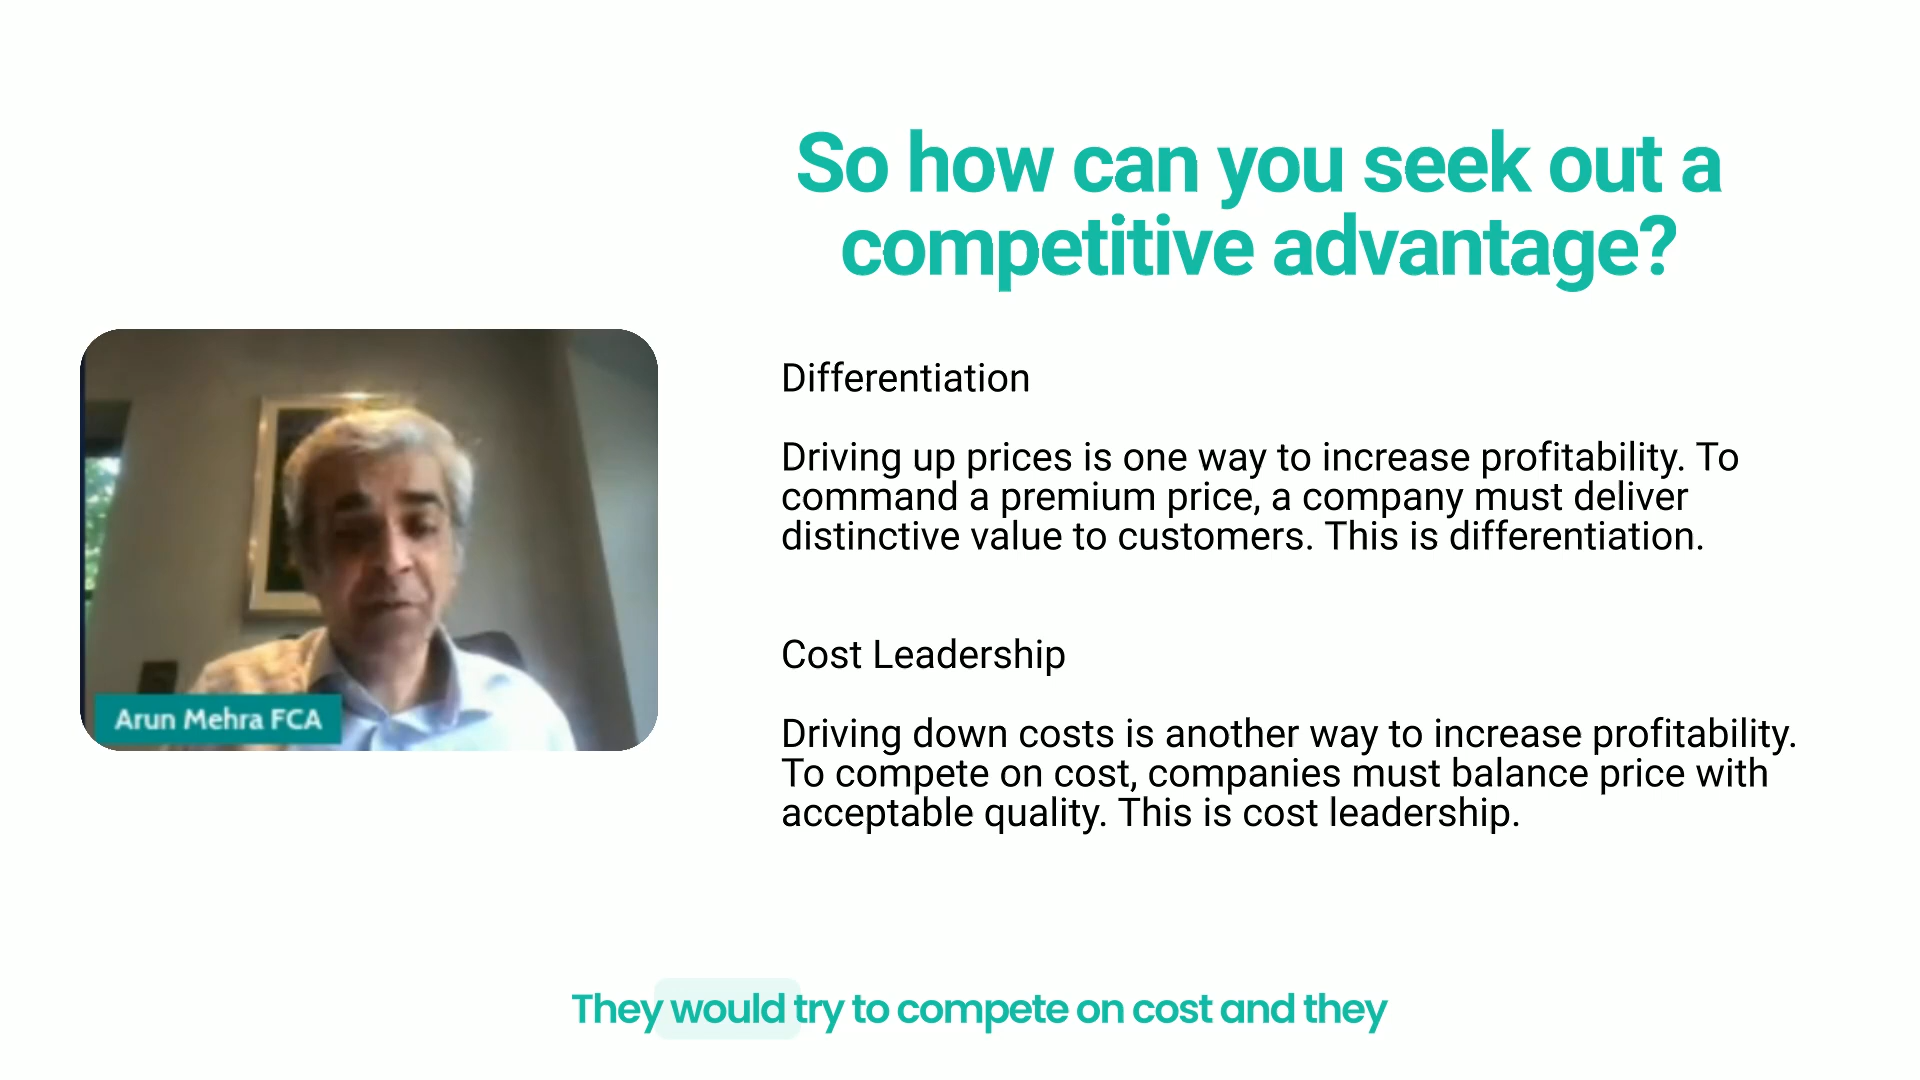 So how can you seek out a
competitive advantage?
Differentiation
Driving up prices is one way to increase profitability. To
command a premium price, a company must deliver
distinctive value to customers. This is differentiation.
Cost Leadership
Driving down costs is another way to increase profitability.
To compete on cost, companies must balance price with
acceptable quality. This is cost leadership.
Arun Mehra FCA
They would try to compete on cost and they